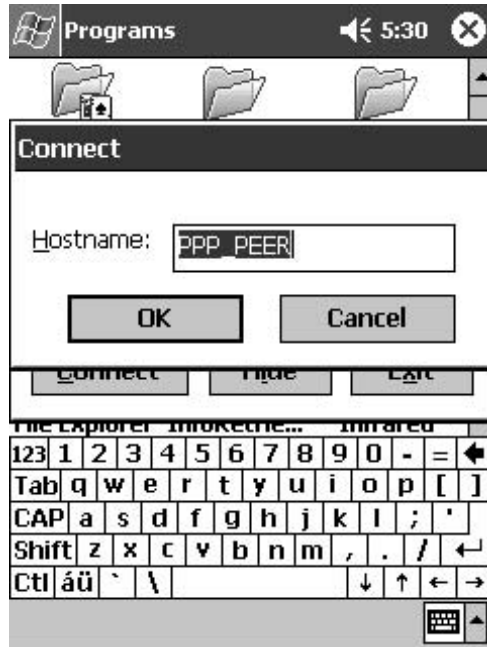 Programs 5:30
Connect
Hostname: PPP_PEER
OK Cancel
Connect Hide Exit
File Explorer InfoRetrie... Infrared
123 1 2 3 4 5 6 7 8 9 0 - =
Tab q w e r t y u i o p [ ]
CAP a s d f g h j k l ; '
Shift z x c v b n m , . /
Ctl áü ` \